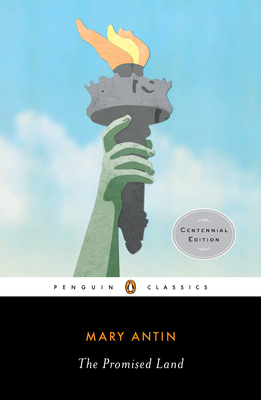 CENTENNIAL
EDITION
PENGUIN CLASSICS
MARY ANTIN
The Promised Land